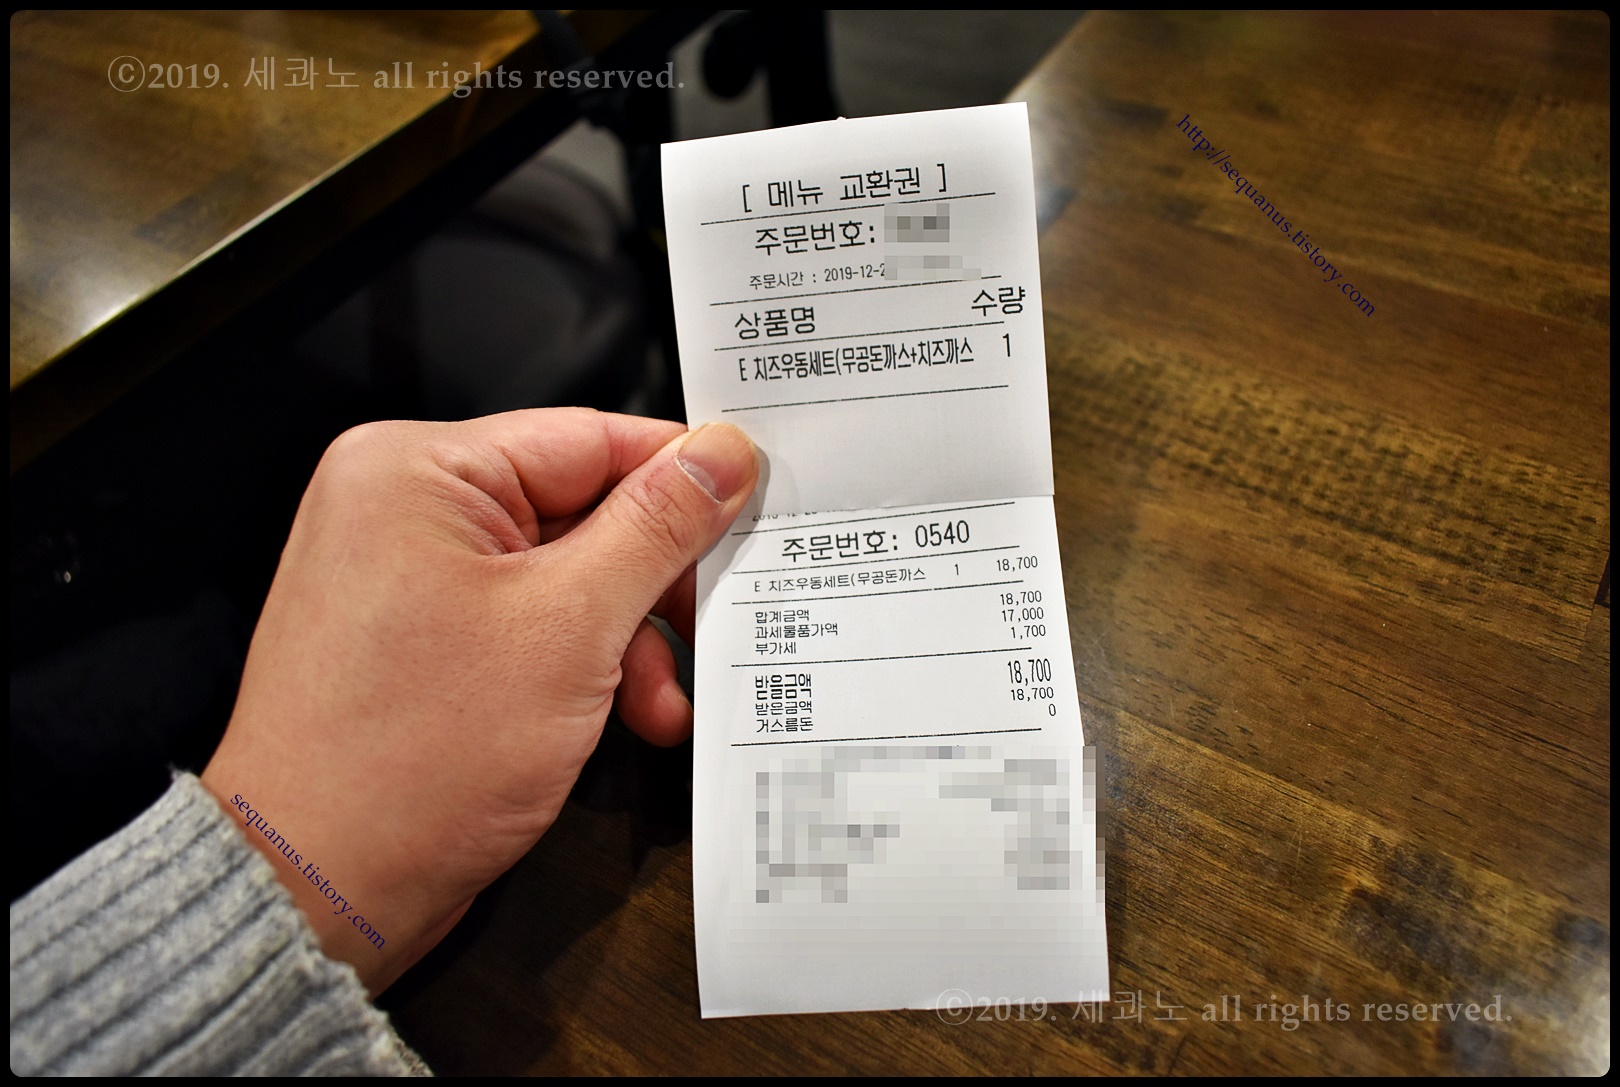 ⓒ2019. 세콰노 all rights reserved.
http://sequanus.tistory.com
[ 메뉴 교환권 ]
주문번호:
주문시간 : 2019-12-2
상품명 수량
E 치즈우동세트(무공돈까스+치즈까스 1
주문번호: 0540
E 치즈우동세트(무공돈까스 1 18,700
합계금액 18,700
과세물품가액 17,000
부가세 1,700
받을금액 18,700
받은금액 18,700
거스름돈 0
sequanus.tistory.com
ⓒ2019. 세콰노 all rights reserved.